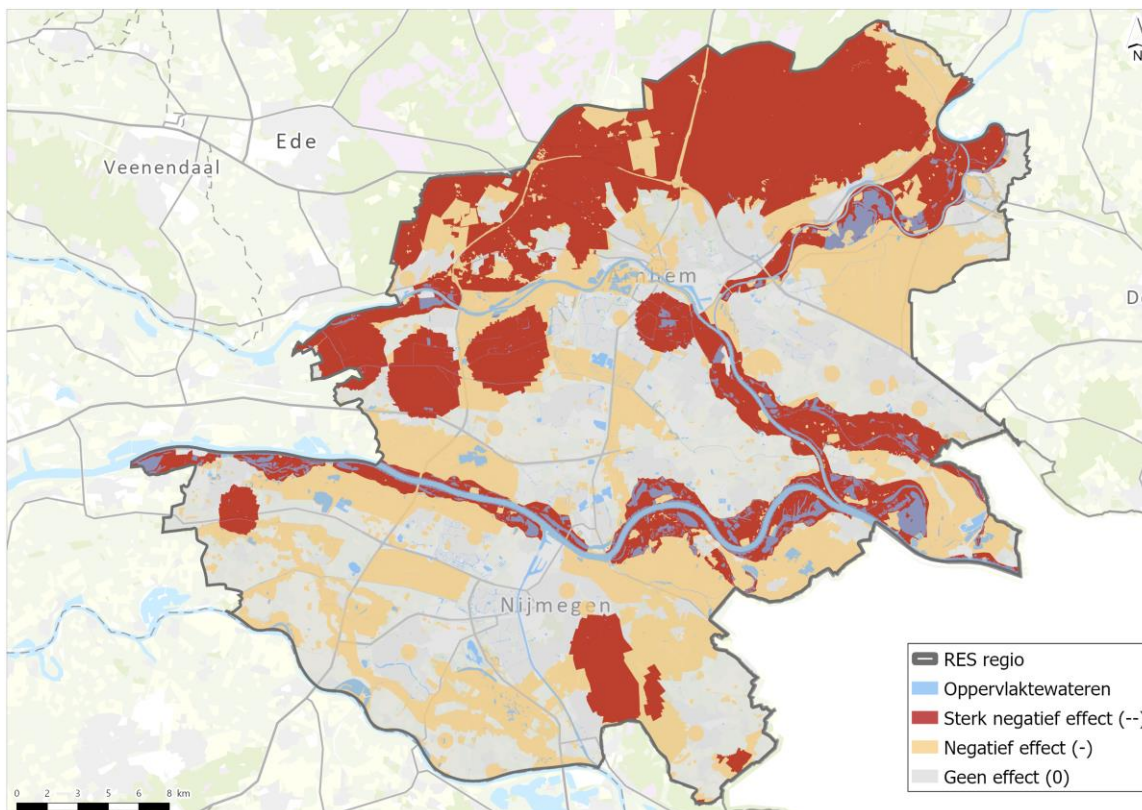 N
Ede
Veenendaal
Arnhem
D
Nijmegen
RES regio
Oppervlaktewateren
Sterk negatief effect (--)
Negatief effect (-)
Geen effect (0)
0 2 3 5 6 8 km